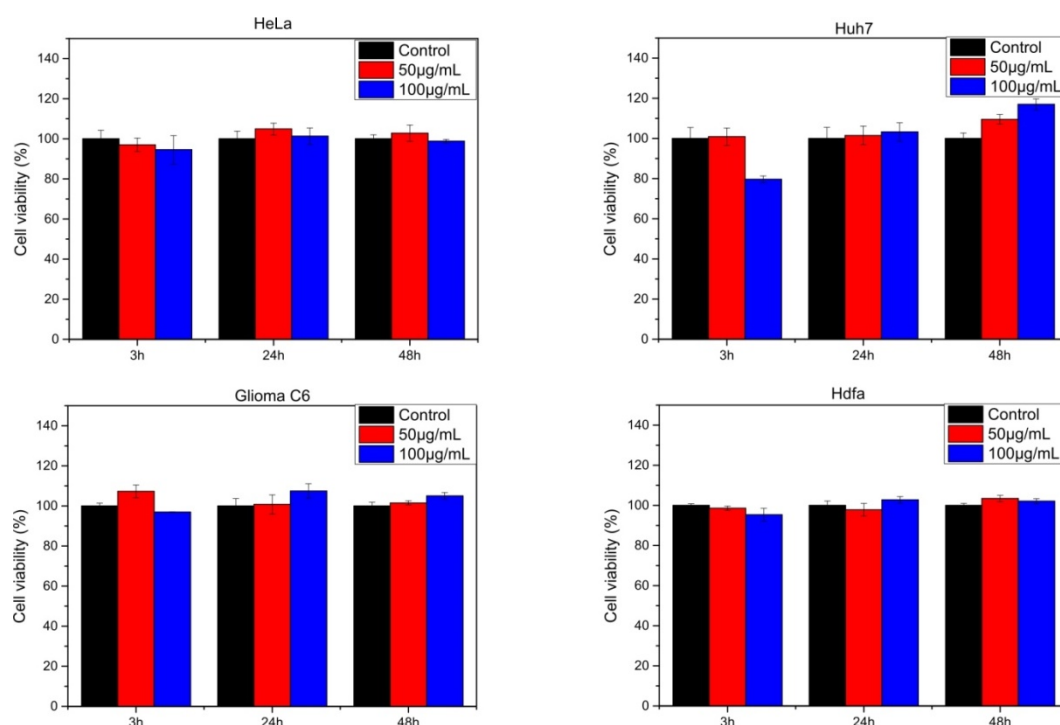 HeLa
Control
50µg/mL
100µg/mL
Cell viability (%)
140
120
100
80
60
40
20
0
3h
24h
48h
Huh7
Control
50µg/mL
100µg/mL
Cell viability (%)
140
120
100
80
60
40
20
0
3h
24h
48h
Glioma C6
Control
50µg/mL
100µg/mL
Cell viability (%)
140
120
100
80
60
40
20
0
3h
24h
48h
Hdfa
Control
50µg/mL
100µg/mL
Cell viability (%)
140
120
100
80
60
40
20
0
3h
24h
48h